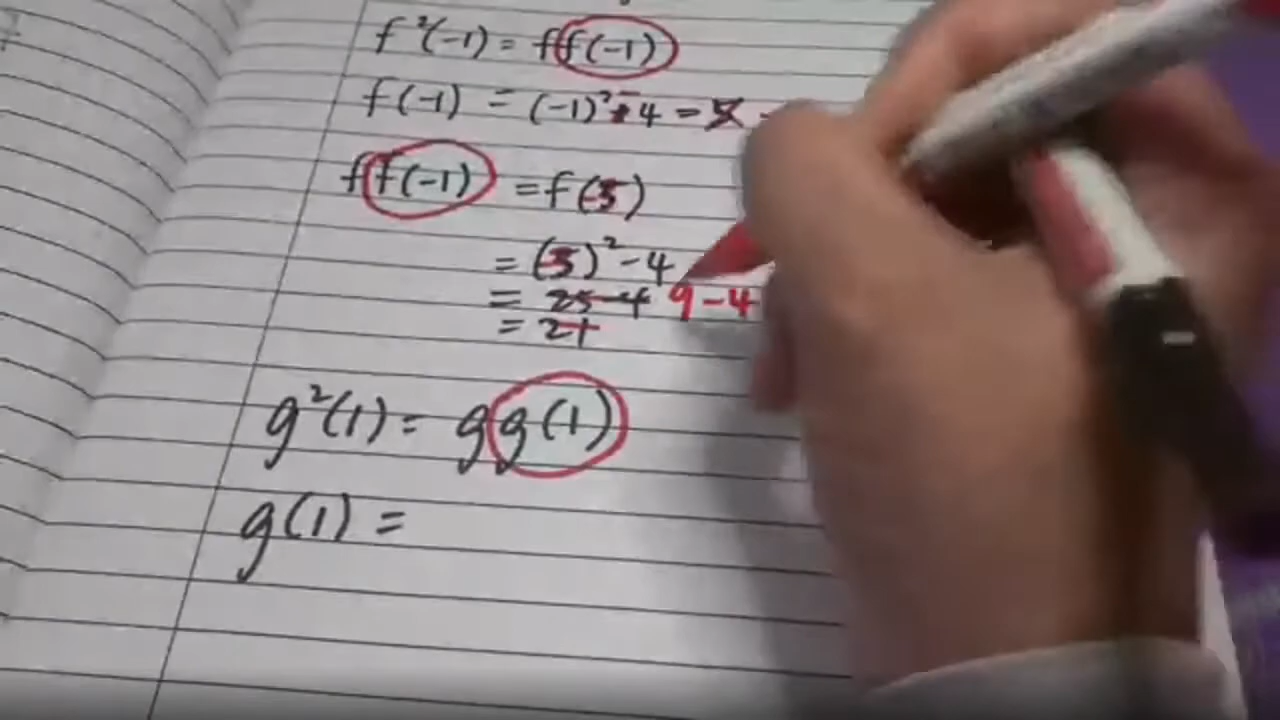 f²(-1) = ff(-1)
f(-1) = (-1)² - 4 = 5
ff(-1) = f(-3)
= (-3)² - 4
= 25 - 4 9 - 4
= 21
g²(1) = gg(1)
g(1) =